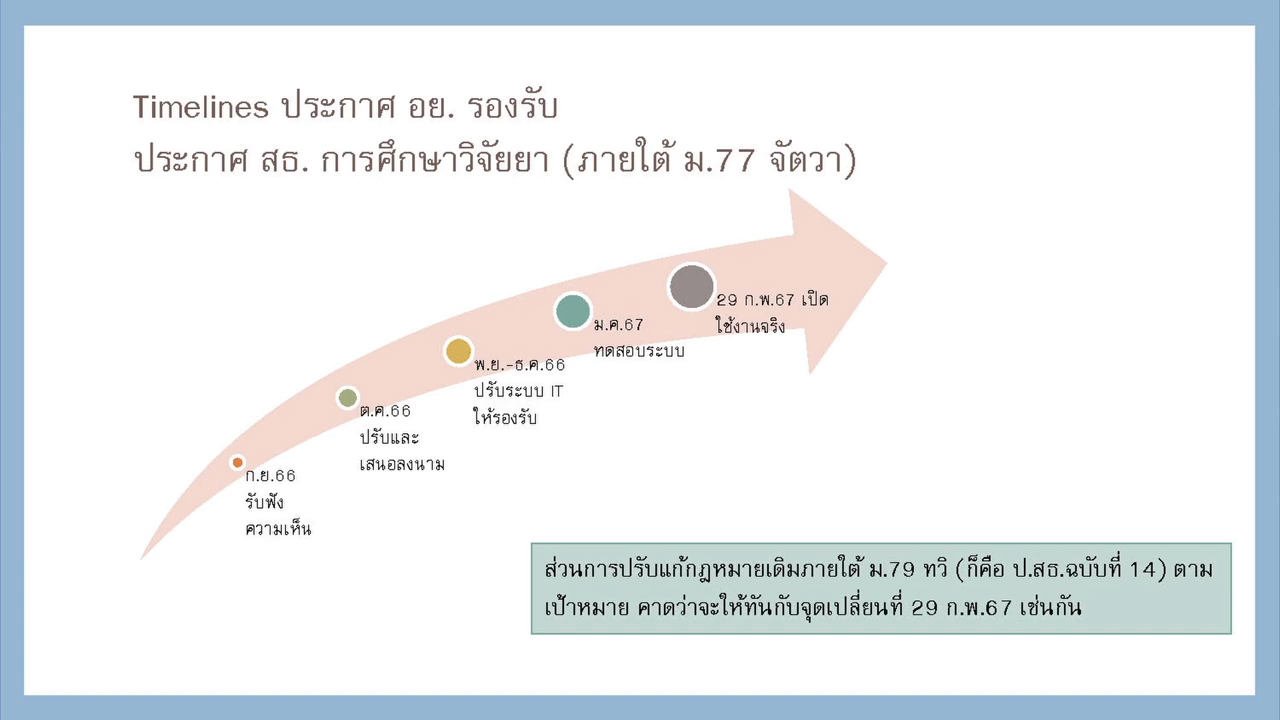 Timelines ประกาศ อย. รองรับ
ประกาศ สธ. การศึกษาวิจัยยา (ภายใต้ ม.77 จัตวา)
ก.ย.66
รับฟัง
ความเห็น
ต.ค.66
ปรับและ
เสนอลงนาม
พ.ย.-ธ.ค.66
ปรับระบบ IT
ให้รองรับ
ม.ค.67
ทดสอบระบบ
29 ก.พ.67 เปิด
ใช้งานจริง
ส่วนการปรับแก้กฎหมายเดิมภายใต้ ม.79 ทวิ (ก็คือ ป.สธ.ฉบับที่ 14) ตาม
เป้าหมาย คาดว่าจะให้ทันกับจุดเปลี่ยนที่ 29 ก.พ.67 เช่นกัน